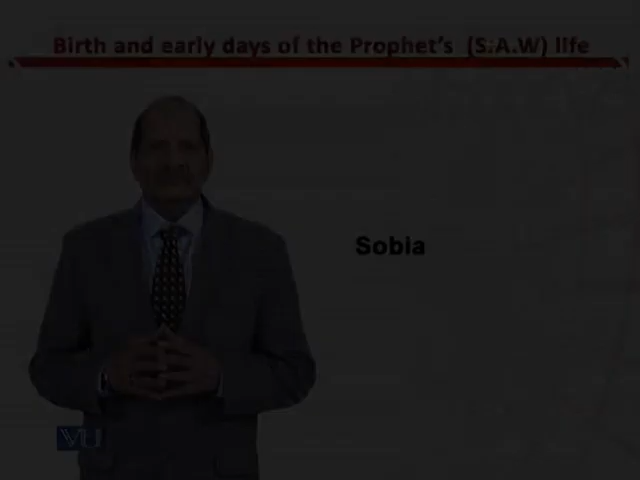 Birth and early days of the Prophet's (S.A.W) life
Sobia
VU